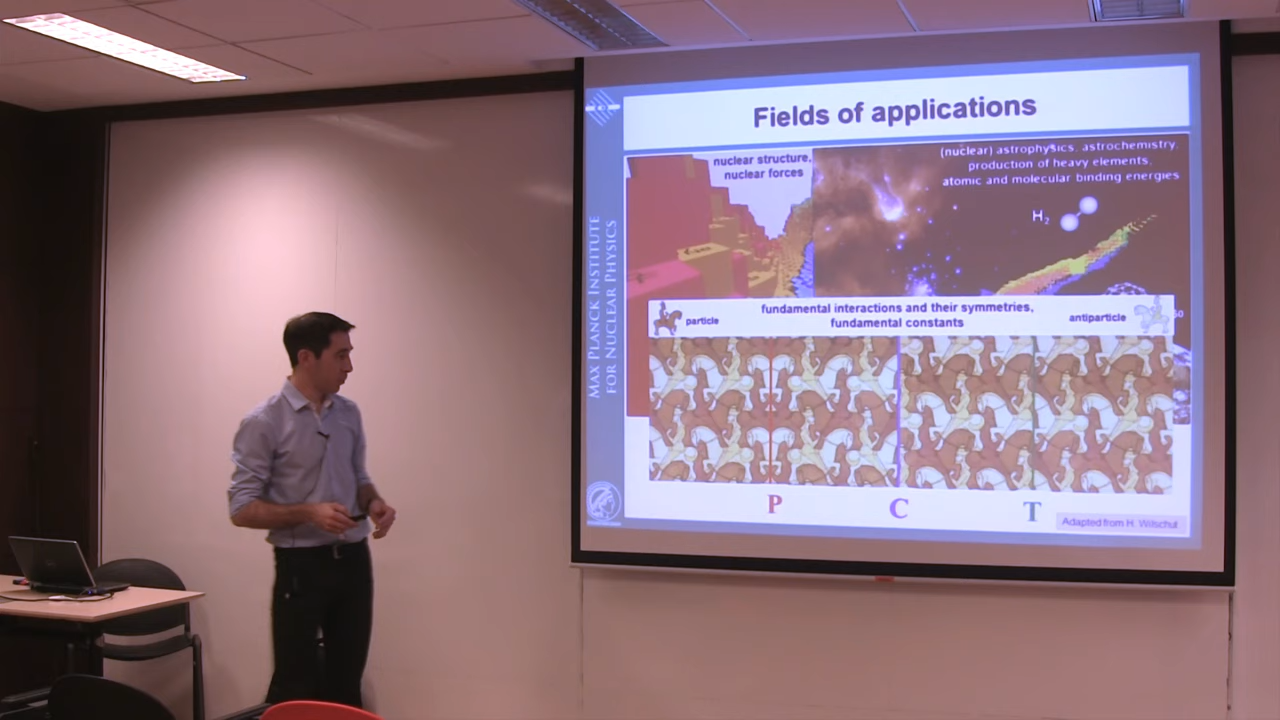 Fields of applications
nuclear structure,
nuclear forces
(nuclear) astrophysics, astrochemistry,
production of heavy elements,
atomic and molecular binding energies
H2
MAX PLANCK INSTITUTE
FOR NUCLEAR PHYSICS
fundamental interactions and their symmetries,
fundamental constants
particle
antiparticle
P C T
Adapted from H. Wilschut